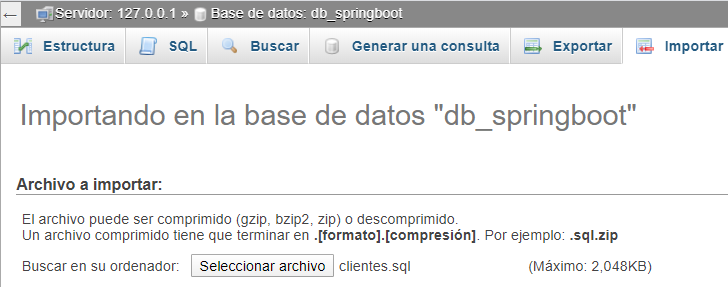 Servidor: 127.0.0.1 » Base de datos: db_springboot
Estructura SQL Buscar Generar una consulta Exportar Importar
Importando en la base de datos "db_springboot"
Archivo a importar:
El archivo puede ser comprimido (gzip, bzip2, zip) o descomprimido.
Un archivo comprimido tiene que terminar en .[formato].[compresión]. Por ejemplo: .sql.zip
Buscar en su ordenador: Seleccionar archivo clientes.sql (Máximo: 2,048KB)